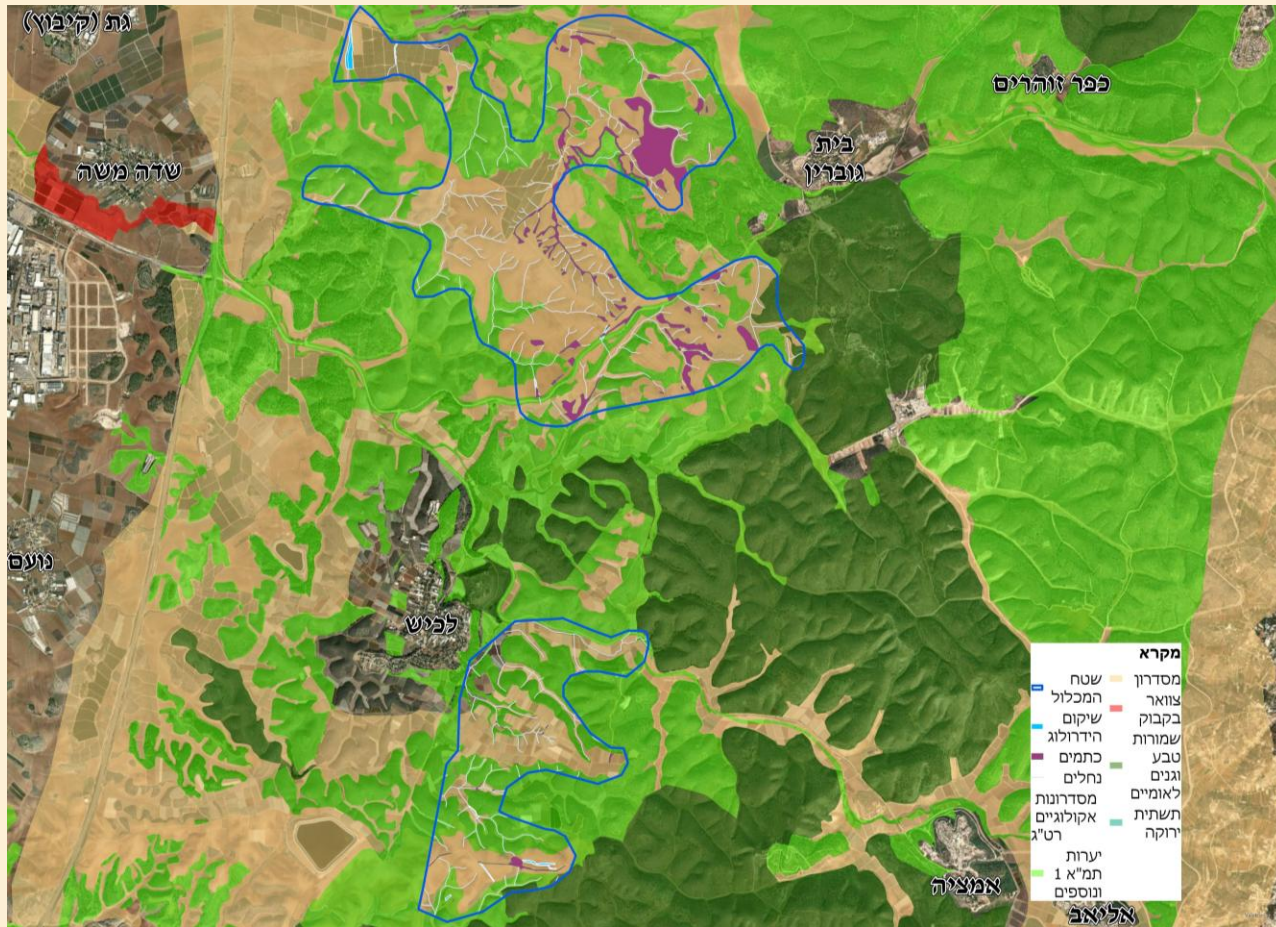 גת (קיבוץ)
כפר זוהרים
בית
גוברין
שדה משה
נועם
לכיש
אמציה
אליאב
מקרא
מסדרון
צוואר
בקבוק
שמורות
טבע
וגנים
לאומיים
תשתית
ירוקה
שטח
המכלול
שיקום
הידרולוג
כתמים
נחלים
מסדרונות
אקולוגיים
רט"ג
יערות
תמ"א 1
ונוספים